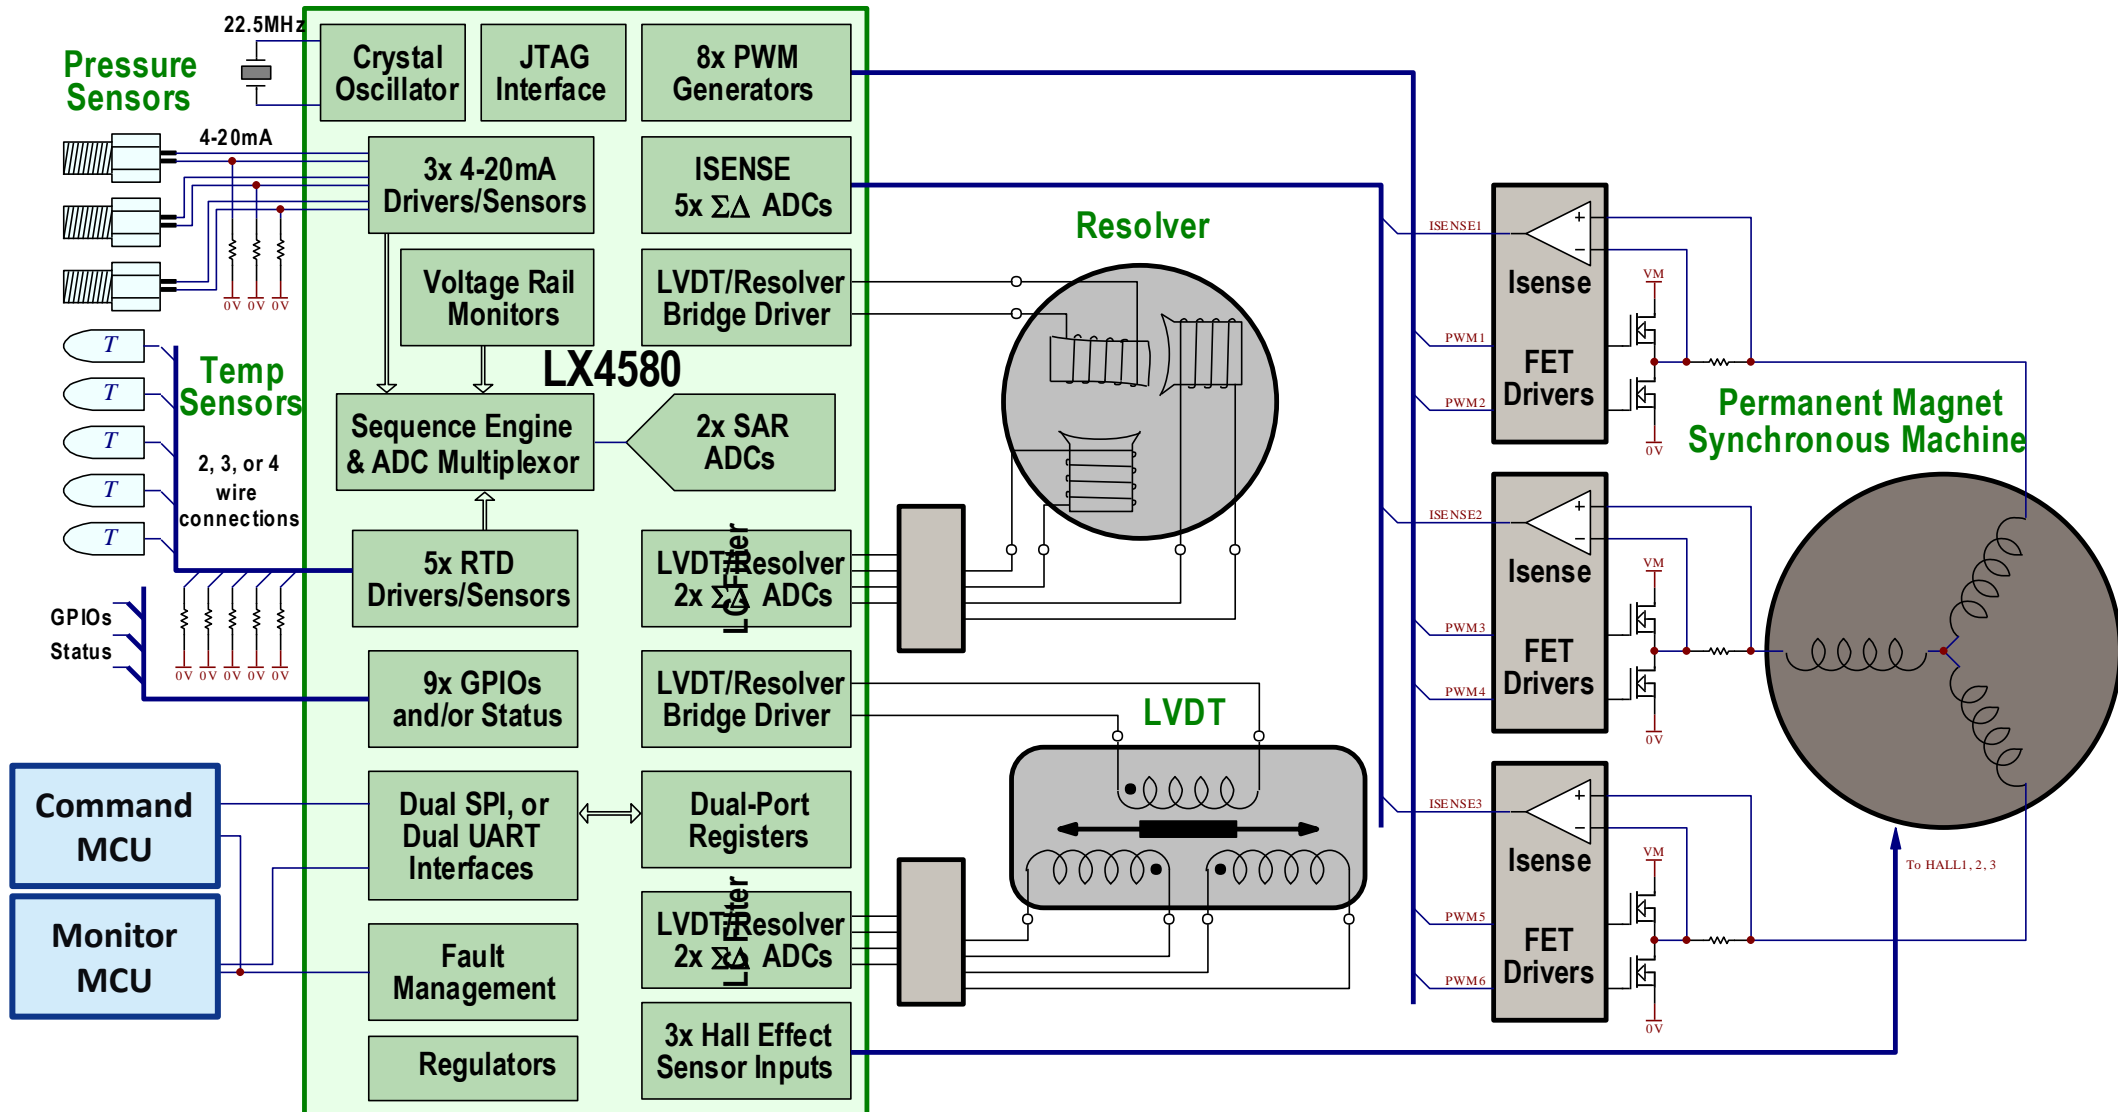 22.5MHz
Pressure
Sensors
4-20mA
0V 0V 0V
T
T
T
T
T
Temp
Sensors
2, 3, or 4
wire
connections
0V 0V 0V 0V 0V
GPIOs
Status
Command
MCU
Monitor
MCU
Crystal
Oscillator
JTAG
Interface
8x PWM
Generators
3x 4-20mA
Drivers/Sensors
ISENSE
5x ΣΔ ADCs
Voltage Rail
Monitors
LVDT/Resolver
Bridge Driver
LX4580
Sequence Engine
& ADC Multiplexor
2x SAR
ADCs
5x RTD
Drivers/Sensors
LVDT/Resolver
2x ΣΔ ADCs
LC Filter
9x GPIOs
and/or Status
LVDT/Resolver
Bridge Driver
Dual SPI, or
Dual UART
Interfaces
Dual-Port
Registers
Fault
Management
LVDT/Resolver
2x ΣΔ ADCs
LC Filter
Regulators
3x Hall Effect
Sensor Inputs
Resolver
LVDT
ISENSE1
PWM1
PWM2
+
−
Isense
FET
Drivers
VM
0V
ISENSE2
PWM3
PWM4
+
−
Isense
FET
Drivers
VM
0V
ISENSE3
PWM5
PWM6
+
−
Isense
FET
Drivers
VM
0V
Permanent Magnet
Synchronous Machine
To HALL1, 2, 3